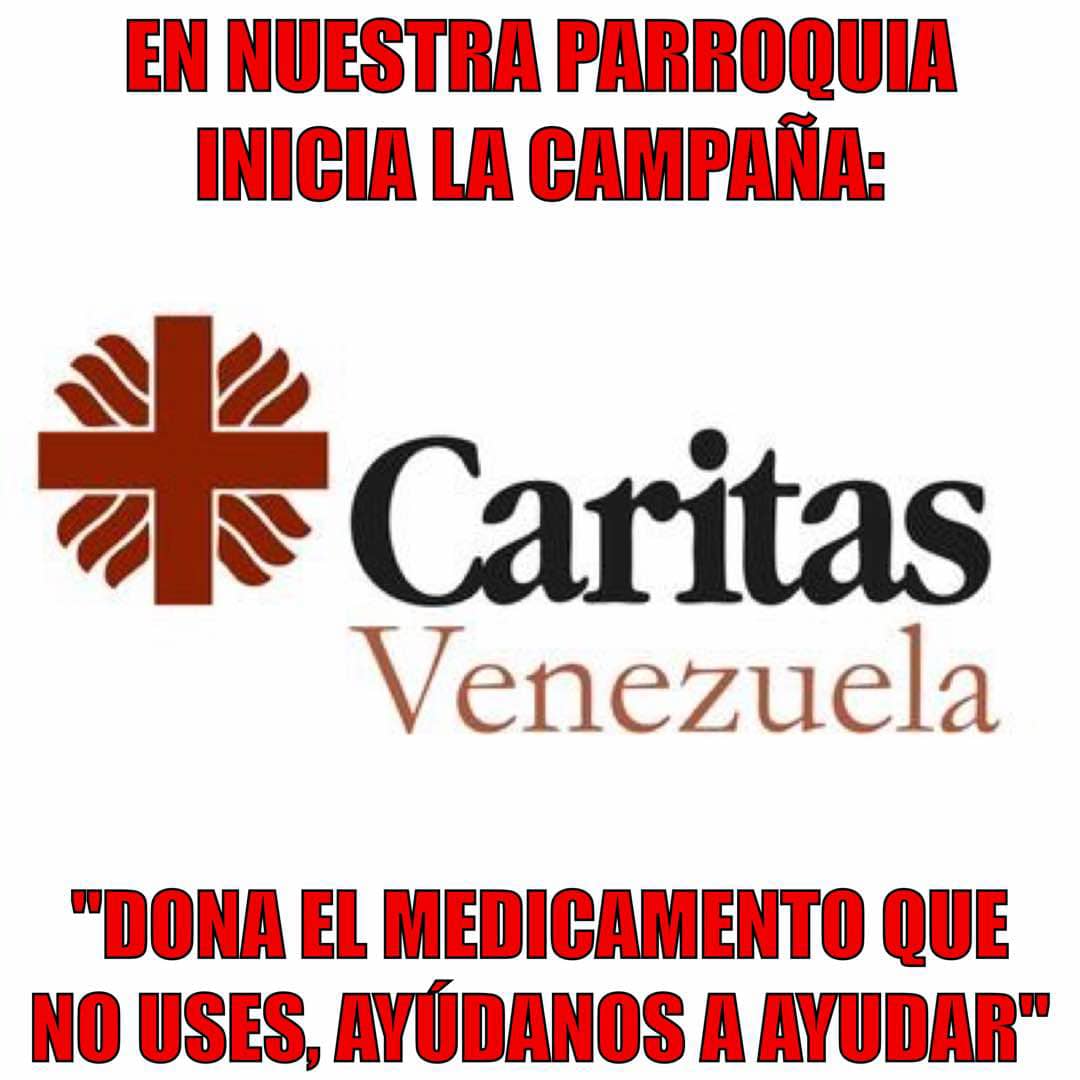 EN NUESTRA PARROQUIA
INICIA LA CAMPAÑA:
Caritas
Venezuela
"DONA EL MEDICAMENTO QUE
NO USES, AYÚDANOS A AYUDAR"